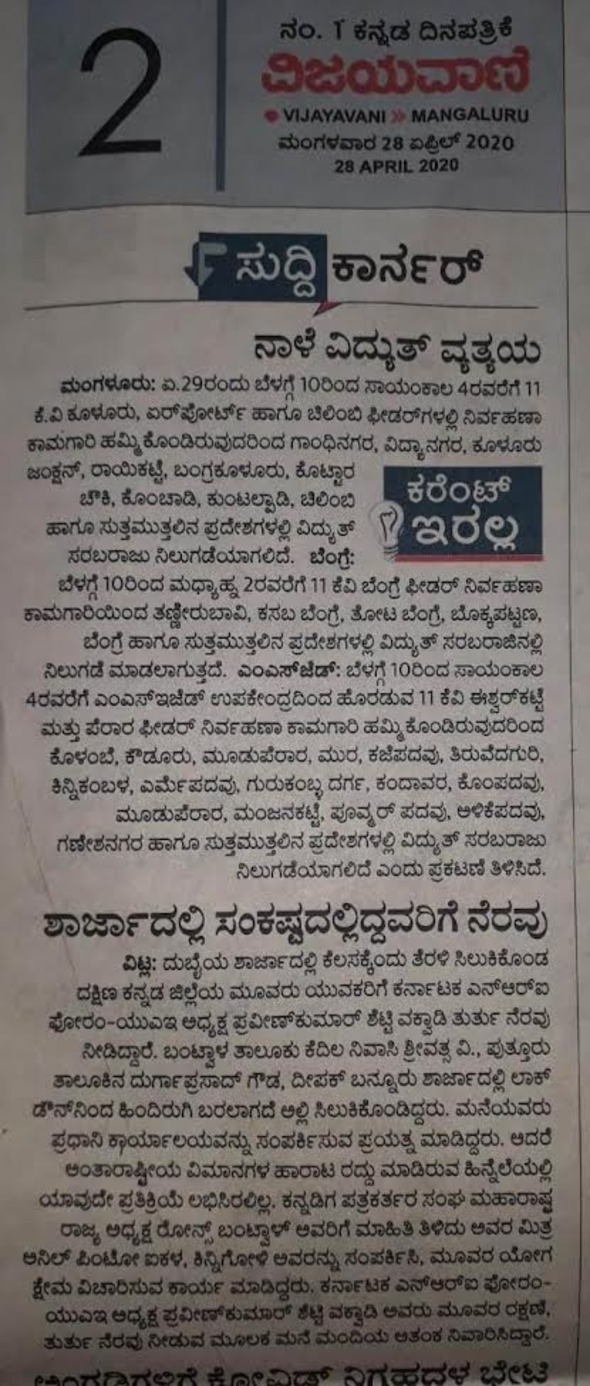 2
ನಂ. 1 ಕನ್ನಡ ದಿನಪತ್ರಿಕೆ
ವಿಜಯವಾಣಿ
VIJAYAVANI » MANGALURU
ಮಂಗಳವಾರ 28 ಏಪ್ರಿಲ್ 2020
28 APRIL 2020
ಸುದ್ದಿ ಕಾರ್ನರ್
ನಾಳೆ ವಿದ್ಯುತ್ ವ್ಯತ್ಯಯ
ಮಂಗಳೂರು: ಏ.29ರಂದು ಬೆಳಗ್ಗೆ 10ರಿಂದ ಸಾಯಂಕಾಲ 4ರವರೆಗೆ 11
ಕೆ.ವಿ ಕೂಳೂರು, ಏರ್‌ಪೋರ್ಟ್ ಹಾಗೂ ಚಿಲಿಂಬಿ ಫೀಡರ್‌ಗಳಲ್ಲಿ ನಿರ್ವಹಣಾ
ಕಾಮಗಾರಿ ಹಮ್ಮಿಕೊಂಡಿರುವುದರಿಂದ ಗಾಂಧಿನಗರ, ವಿದ್ಯಾನಗರ, ಕೂಳೂರು
ಜಂಕ್ಷನ್, ರಾಯಿಕಟ್ಟೆ, ಬಂಗ್ರಕೂಳೂರು, ಕೊಟ್ಟಾರ
ಚೌಕಿ, ಕೊಂಚಾಡಿ, ಕುಂಟಲ್ಪಾಡಿ, ಚಿಲಿಂಬಿ
ಹಾಗೂ ಸುತ್ತಮುತ್ತಲಿನ ಪ್ರದೇಶಗಳಲ್ಲಿ ವಿದ್ಯುತ್
ಸರಬರಾಜು ನಿಲುಗಡೆಯಾಗಲಿದೆ. ಬೆಂಗ್ರೆ:
ಕರೆಂಟ್
ಇರಲ್ಲ
ಬೆಳಗ್ಗೆ 10ರಿಂದ ಮಧ್ಯಾಹ್ನ 2ರವರೆಗೆ 11 ಕೆವಿ ಬೆಂಗ್ರೆ ಫೀಡರ್ ನಿರ್ವಹಣಾ
ಕಾಮಗಾರಿಯಿಂದ ತಣ್ಣೀರುಬಾವಿ, ಕಸಬ ಬೆಂಗ್ರೆ, ತೋಟ ಬೆಂಗ್ರೆ, ಬೊಕ್ಕಪಟ್ಟಣ,
ಬೆಂಗ್ರೆ ಹಾಗೂ ಸುತ್ತಮುತ್ತಲಿನ ಪ್ರದೇಶಗಳಲ್ಲಿ ವಿದ್ಯುತ್ ಸರಬರಾಜಿನಲ್ಲಿ
ನಿಲುಗಡೆ ಮಾಡಲಾಗುತ್ತದೆ. ಎಂಎಸ್‌ಜೆಡ್: ಬೆಳಗ್ಗೆ 10ರಿಂದ ಸಾಯಂಕಾಲ
4ರವರೆಗೆ ಎಂಎಸ್‌ಇಜೆಡ್ ಉಪಕೇಂದ್ರದಿಂದ ಹೊರಡುವ 11 ಕೆವಿ ಈಶ್ವರ್‌ಕಟ್ಟೆ
ಮತ್ತು ಪೆರಾರ ಫೀಡರ್ ನಿರ್ವಹಣಾ ಕಾಮಗಾರಿ ಹಮ್ಮಿಕೊಂಡಿರುವುದರಿಂದ
ಕೊಳಂಬೆ, ಕೌಡೂರು, ಮೂಡುಪೆರಾರ, ಮುರ, ಕಜೆಪದವು, ತಿರುವೆದಗುರಿ,
ಕಿನ್ನಿಕಂಬಳ, ಎರ್ಮೆಪದವು, ಗುರುಕಂಬ್ಳ ದರ್ಗ, ಕಂದಾವರ, ಕೊಂಪದವು,
ಮೂಡುಪೆರಾರ, ಮಂಜನಕಟ್ಟೆ, ಪೂವ್ಮರ್ ಪದವು, ಅಳಿಕೆಪದವು,
ಗಣೇಶನಗರ ಹಾಗೂ ಸುತ್ತಮುತ್ತಲಿನ ಪ್ರದೇಶಗಳಲ್ಲಿ ವಿದ್ಯುತ್ ಸರಬರಾಜು
ನಿಲುಗಡೆಯಾಗಲಿದೆ ಎಂದು ಪ್ರಕಟಣೆ ತಿಳಿಸಿದೆ.
ಶಾರ್ಜಾದಲ್ಲಿ ಸಂಕಷ್ಟದಲ್ಲಿದ್ದವರಿಗೆ ನೆರವು
ವಿಟ್ಲ: ದುಬೈಯ ಶಾರ್ಜಾದಲ್ಲಿ ಕೆಲಸಕ್ಕೆಂದು ತೆರಳಿ ಸಿಲುಕಿಕೊಂಡ
ದಕ್ಷಿಣ ಕನ್ನಡ ಜಿಲ್ಲೆಯ ಮೂವರು ಯುವಕರಿಗೆ ಕರ್ನಾಟಕ ಎನ್‌ಆರ್‌ಐ
ಫೋರಂ-ಯುಎಇ ಅಧ್ಯಕ್ಷ ಪ್ರವೀಣ್‌ಕುಮಾರ್ ಶೆಟ್ಟಿ ವಕ್ವಾಡಿ ತುರ್ತು ನೆರವು
ನೀಡಿದ್ದಾರೆ. ಬಂಟ್ವಾಳ ತಾಲೂಕು ಕೆದಿಲ ನಿವಾಸಿ ಶ್ರೀವತ್ಸ ವಿ., ಪುತ್ತೂರು
ತಾಲೂಕಿನ ದುರ್ಗಾಪ್ರಸಾದ್ ಗೌಡ, ದೀಪಕ್ ಬನ್ನೂರು ಶಾರ್ಜಾದಲ್ಲಿ ಲಾಕ್
ಡೌನ್‌ನಿಂದ ಹಿಂದಿರುಗಿ ಬರಲಾಗದೆ ಅಲ್ಲಿ ಸಿಲುಕಿಕೊಂಡಿದ್ದರು. ಮನೆಯವರು
ಪ್ರಧಾನಿ ಕಾರ್ಯಾಲಯವನ್ನು ಸಂಪರ್ಕಿಸುವ ಪ್ರಯತ್ನ ಮಾಡಿದ್ದರು. ಆದರೆ
ಅಂತಾರಾಷ್ಟ್ರೀಯ ವಿಮಾನಗಳ ಹಾರಾಟ ರದ್ದು ಮಾಡಿರುವ ಹಿನ್ನೆಲೆಯಲ್ಲಿ
ಯಾವುದೇ ಪ್ರತಿಕ್ರಿಯೆ ಲಭಿಸಿರಲಿಲ್ಲ. ಕನ್ನಡಿಗ ಪತ್ರಕರ್ತರ ಸಂಘ ಮಹಾರಾಷ್ಟ್ರ
ರಾಜ್ಯ ಅಧ್ಯಕ್ಷ ರೋನ್ಸ್ ಬಂಟ್ವಾಳ್ ಅವರಿಗೆ ಮಾಹಿತಿ ತಿಳಿದು ಅವರ ಮಿತ್ರ
ಅನಿಲ್ ಪಿಂಟೋ ಐಕಳ, ಕಿನ್ನಿಗೋಳಿ ಅವರನ್ನು ಸಂಪರ್ಕಿಸಿ, ಮೂವರ ಯೋಗ
ಕ್ಷೇಮ ವಿಚಾರಿಸುವ ಕಾರ್ಯ ಮಾಡಿದ್ದರು. ಕರ್ನಾಟಕ ಎನ್‌ಆರ್‌ಐ ಫೋರಂ-
ಯುಎಇ ಅಧ್ಯಕ್ಷ ಪ್ರವೀಣ್‌ಕುಮಾರ್ ಶೆಟ್ಟಿ ವಕ್ವಾಡಿ ಅವರು ಮೂವರ ರಕ್ಷಣೆ,
ತುರ್ತು ನೆರವು ನೀಡುವ ಮೂಲಕ ಮನೆ ಮಂದಿಯ ಆತಂಕ ನಿವಾರಿಸಿದ್ದಾರೆ.
ಅಂಗಡಿಗಳಿಗೆ ಕೋವಿಡ್ ನಿಗ್ರಹದಳ ಭೇಟಿ